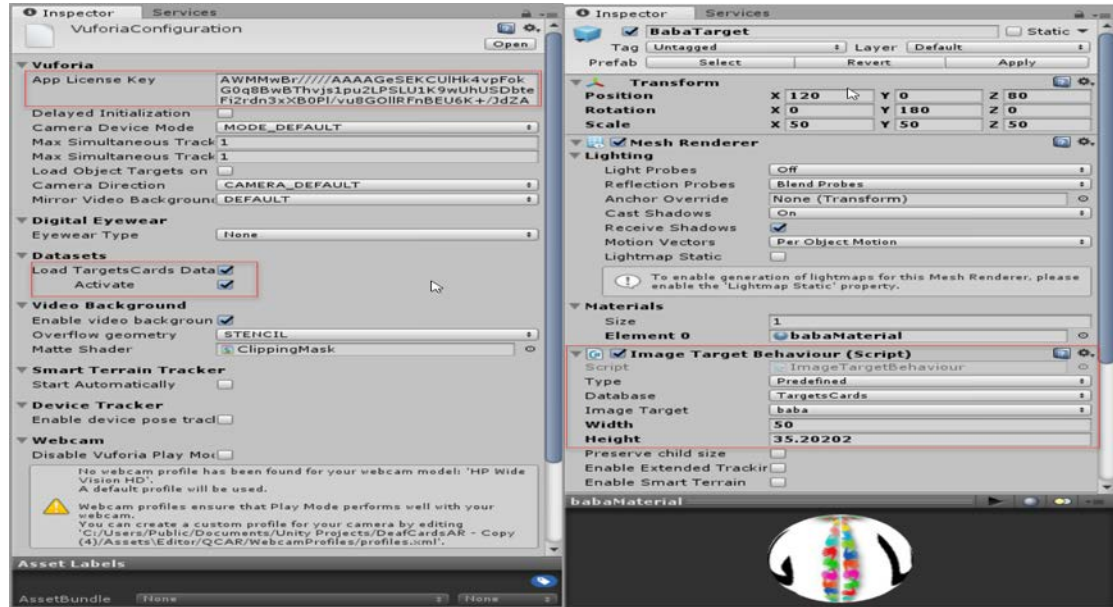 Inspector Services
VuforiaConfiguration
Open
Vuforia
App License Key AWMMwBr/////AAAAGeSEKCUlHk4vpFok
G0q8BwBThvjs1pu2LPSLU1K9wUhUSDbte
Fi2rdn3xXB0Pl/vu8GOllRFnBEU6K+/JdZA
Delayed Initialization
Camera Device Mode MODE_DEFAULT
Max Simultaneous Track 1
Max Simultaneous Track 1
Load Object Targets on
Camera Direction CAMERA_DEFAULT
Mirror Video Backgroun DEFAULT
Digital Eyewear
Eyewear Type None
Datasets
Load TargetsCards Data
Activate
Video Background
Enable video backgroun
Overflow geometry STENCIL
Matte Shader ClippingMask
Smart Terrain Tracker
Start Automatically
Device Tracker
Enable device pose tracl
Webcam
Disable Vuforia Play Mo
No webcam profile has been found for your webcam model: 'HP Wide
Vision HD'.
A default profile will be used.
Webcam profiles ensure that Play Mode performs well with your
webcam.
You can create a custom profile for your camera by editing
'C:/Users/Public/Documents/Unity Projects/DeafCardsAR - Copy
(4)/Assets\Editor/QCAR/WebcamProfiles/profiles.xml'.
Asset Labels
AssetBundle None None
Inspector Services
BabaTarget Static
Tag Untagged Layer Default
Prefab Select Revert Apply
Transform
Position X 120 Y 0 Z 80
Rotation X 0 Y 180 Z 0
Scale X 50 Y 50 Z 50
Mesh Renderer
Lighting
Light Probes Off
Reflection Probes Blend Probes
Anchor Override None (Transform)
Cast Shadows On
Receive Shadows
Motion Vectors Per Object Motion
Lightmap Static
To enable generation of lightmaps for this Mesh Renderer, please
enable the 'Lightmap Static' property.
Materials
Size 1
Element 0 babaMaterial
Image Target Behaviour (Script)
Script ImageTargetBehaviour
Type Predefined
Database TargetsCards
Image Target baba
Width 50
Height 35.20202
Preserve child size
Enable Extended Trackir
Enable Smart Terrain
babaMaterial